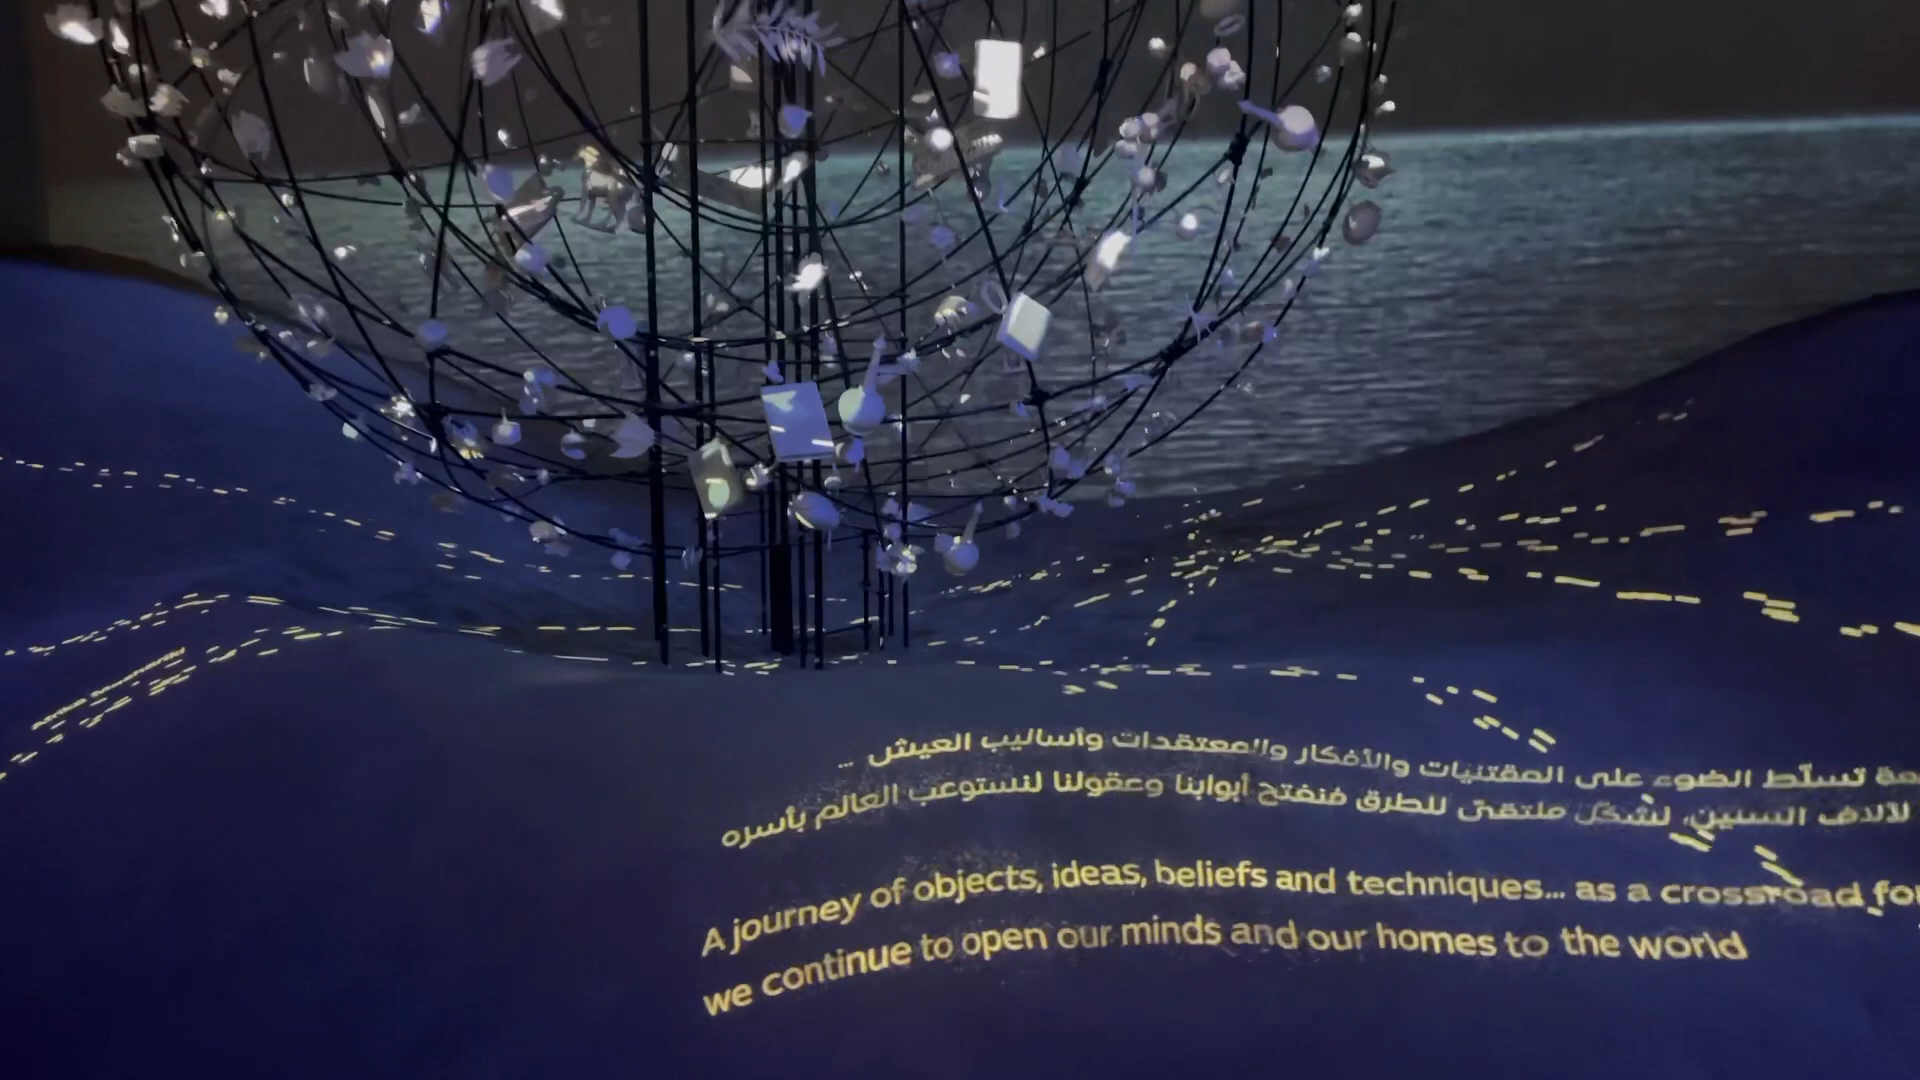 تسلّط الضوء على المقتنيات والأفكار والمعتقدات وأساليب العيش ...
لآلاف السنين، لشكل ملتقىً للطرق فنفتح أبوابنا وعقولنا لنستوعب العالم بأسره
A journey of objects, ideas, beliefs and techniques... as a crossroad for
we continue to open our minds and our homes to the world